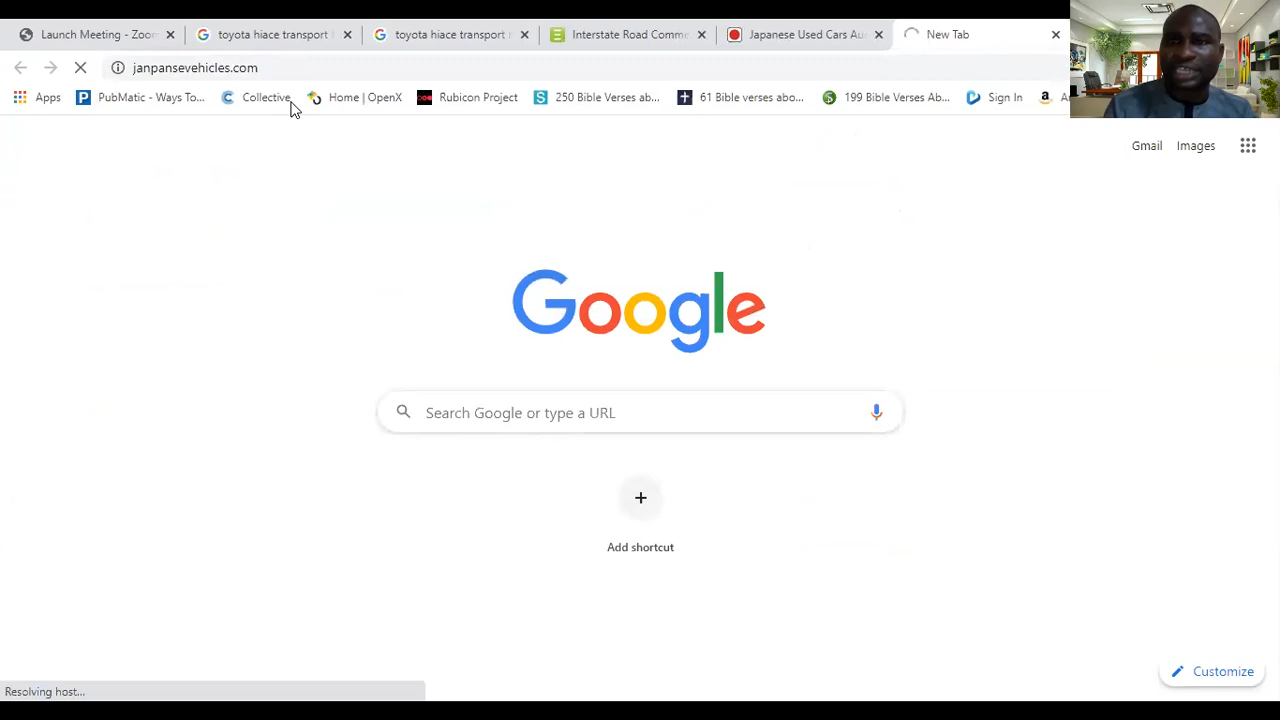 Launch Meeting - Zoom
toyota hiace transport
toyota hiace transport
Interstate Road Comme
Japanese Used Cars Au
New Tab
janpansevehicles.com
Apps
PubMatic - Ways To...
Collective
Home | OpenX
Rubicon Project
250 Bible Verses ab...
61 Bible verses abo...
199 Bible Verses Ab...
Sign In
Gmail
Images
Google
Search Google or type a URL
Add shortcut
Customize
Resolving host...